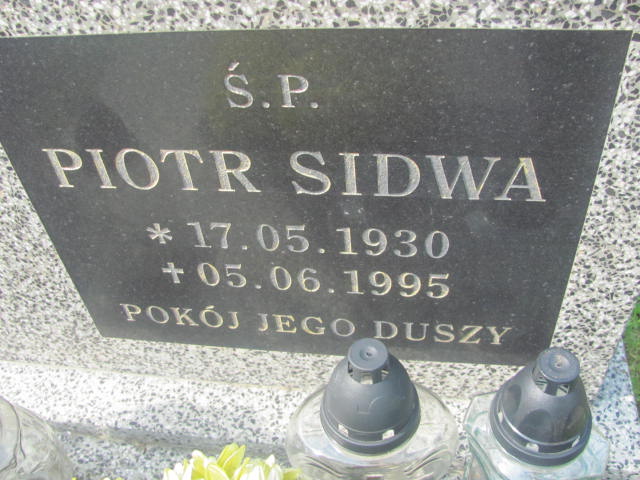 Ś.P.
PIOTR SIDWA
* 17.05.1930
✝ 05.06.1995
POKÓJ JEGO DUSZY